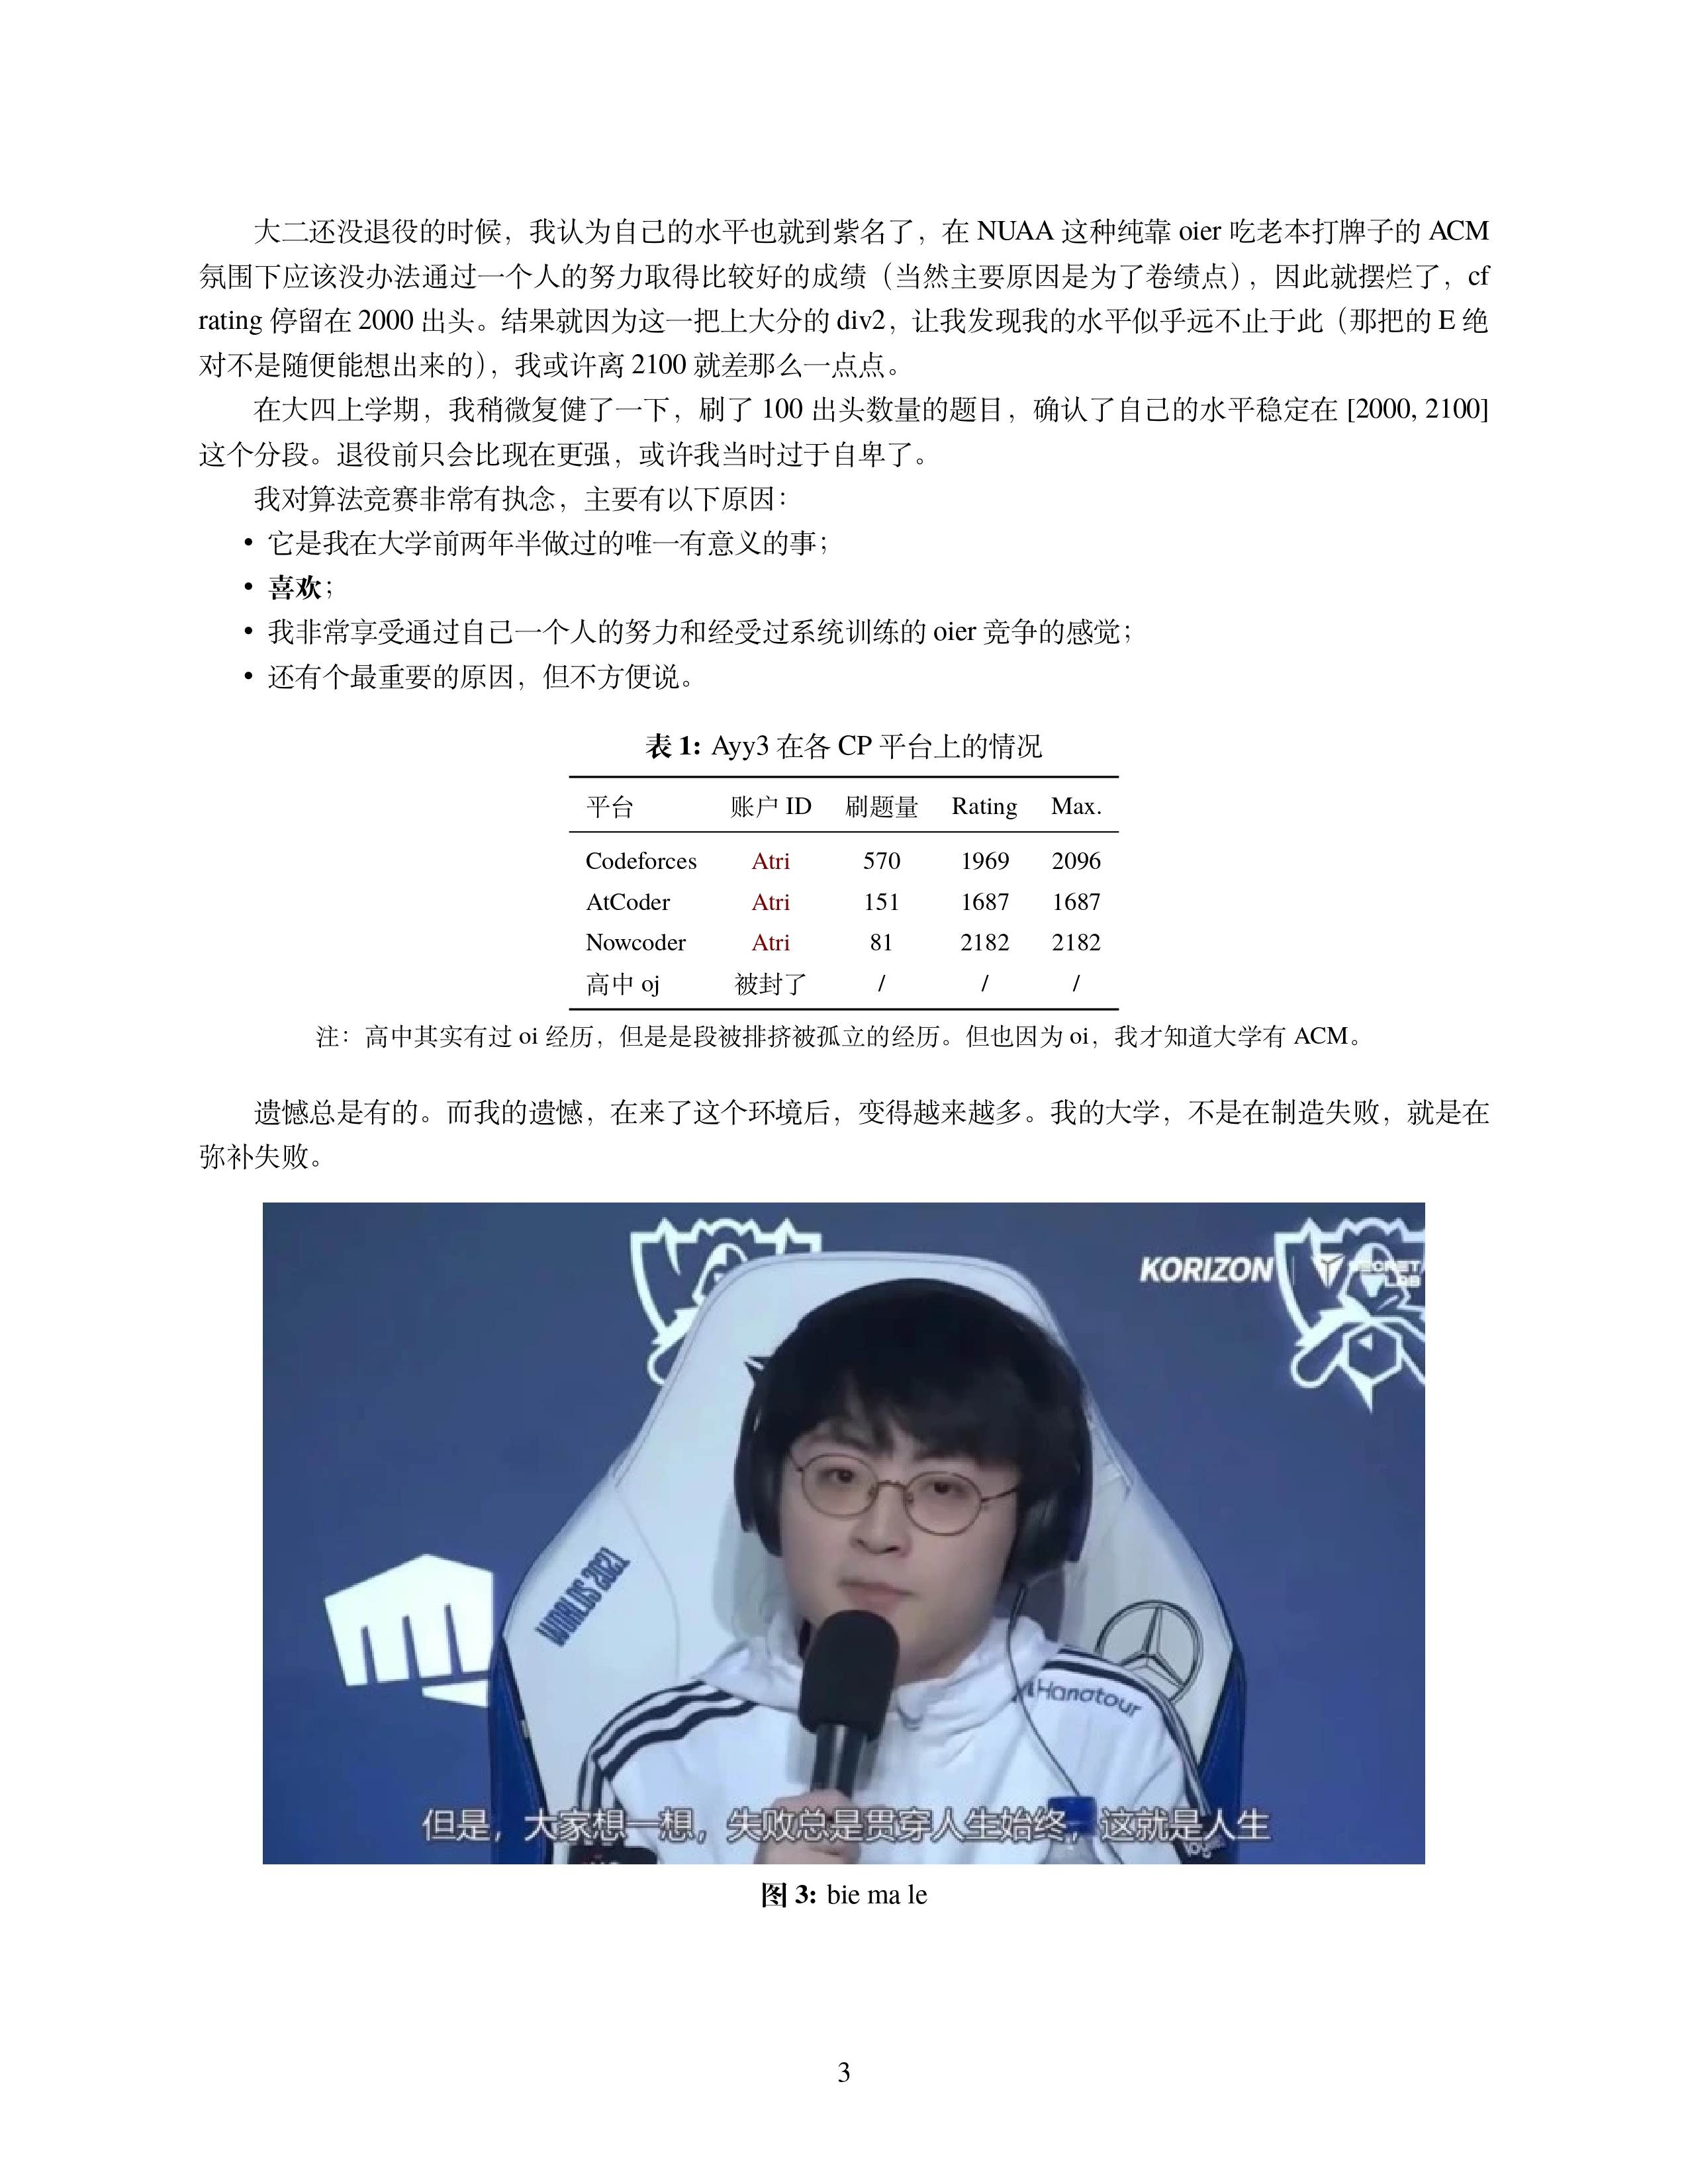 大二还没退役的时候，我认为自己的水平也就到紫名了，在 NUAA 这种纯靠 oier 吃老本打牌子的 ACM
氛围下应该没办法通过一个人的努力取得比较好的成绩（当然主要原因是为了卷绩点），因此就摆烂了，cf
rating 停留在 2000 出头。结果就因为这一把上大分的 div2，让我发现我的水平似乎远不止于此（那把的 E 绝
对不是随便能想出来的），我或许离 2100 就差那么一点点。
在大四上学期，我稍微复健了一下，刷了 100 出头数量的题目，确认了自己的水平稳定在 [2000, 2100]
这个分段。退役前只会比现在更强，或许我当时过于自卑了。
我对算法竞赛非常有执念，主要有以下原因：
• 它是我在大学前两年半做过的唯一有意义的事；
• 喜欢；
• 我非常享受通过自己一个人的努力和经受过系统训练的 oier 竞争的感觉；
• 还有个最重要的原因，但不方便说。
表 1: Ayy3 在各 CP 平台上的情况
平台 账户 ID 刷题量 Rating Max.
Codeforces Atri 570 1969 2096
AtCoder Atri 151 1687 1687
Nowcoder Atri 81 2182 2182
高中 oj 被封了 / / /
注：高中其实有过 oi 经历，但是是段被排挤被孤立的经历。但也因为 oi，我才知道大学有 ACM。
遗憾总是有的。而我的遗憾，在来了这个环境后，变得越来越多。我的大学，不是在制造失败，就是在
弥补失败。
KORIZON
SECRET
LAB
WORLDS 2021
Hanatour
但是，大家想一想，失败总是贯穿人生始终，这就是人生
图 3: bie ma le
3